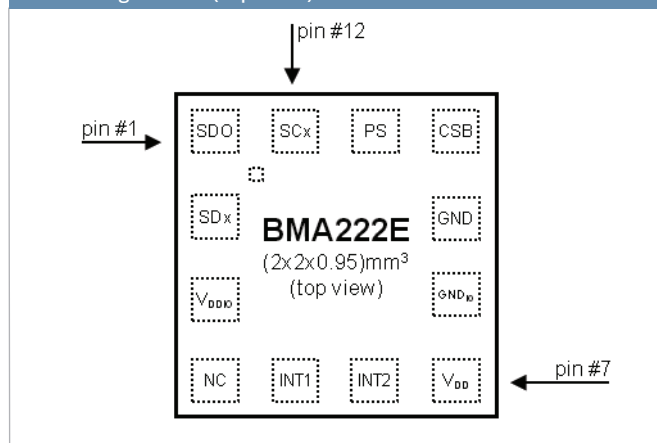 pin #12
pin #1
SDO SCx PS CSB
SDx
GND
BMA222E
(2x2x0.95)mm³
(top view)
VDDIO
GNDIO
NC INT1 INT2 VDD
pin #7